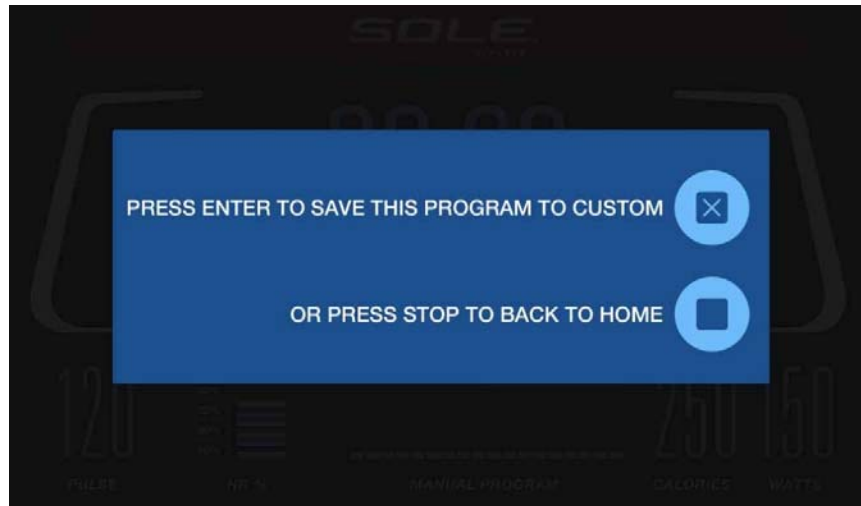 SOLE
PRESS ENTER TO SAVE THIS PROGRAM TO CUSTOM
OR PRESS STOP TO BACK TO HOME
120
250
150
PULSE
HR %
MANUAL PROGRAM
CALORIES
WATTS